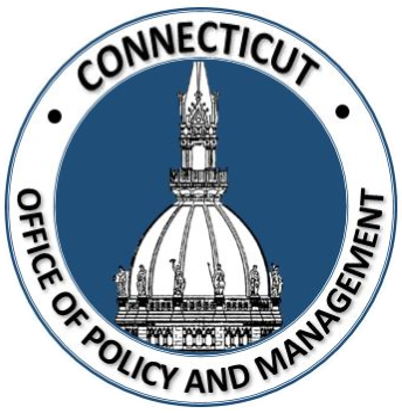 CONNECTICUT
OFFICE OF POLICY AND MANAGEMENT